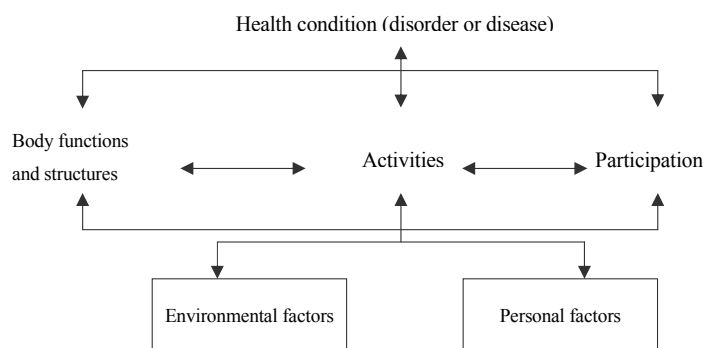 Health condition (disorder or disease)
Body functions
and structures
Activities
Participation
Environmental factors
Personal factors